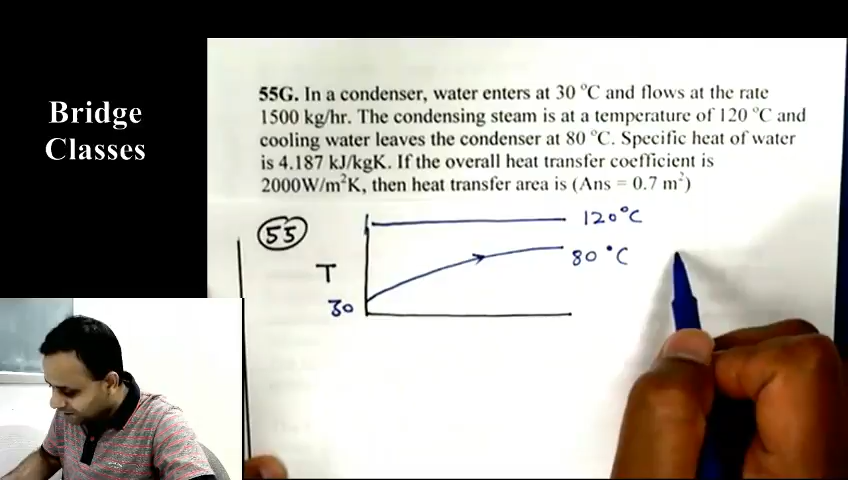 Bridge
Classes
55G. In a condenser, water enters at 30 °C and flows at the rate
1500 kg/hr. The condensing steam is at a temperature of 120 °C and
cooling water leaves the condenser at 80 °C. Specific heat of water
is 4.187 kJ/kgK. If the overall heat transfer coefficient is
2000W/m²K, then heat transfer area is (Ans = 0.7 m²)
55
120°C
80 °C
T
30